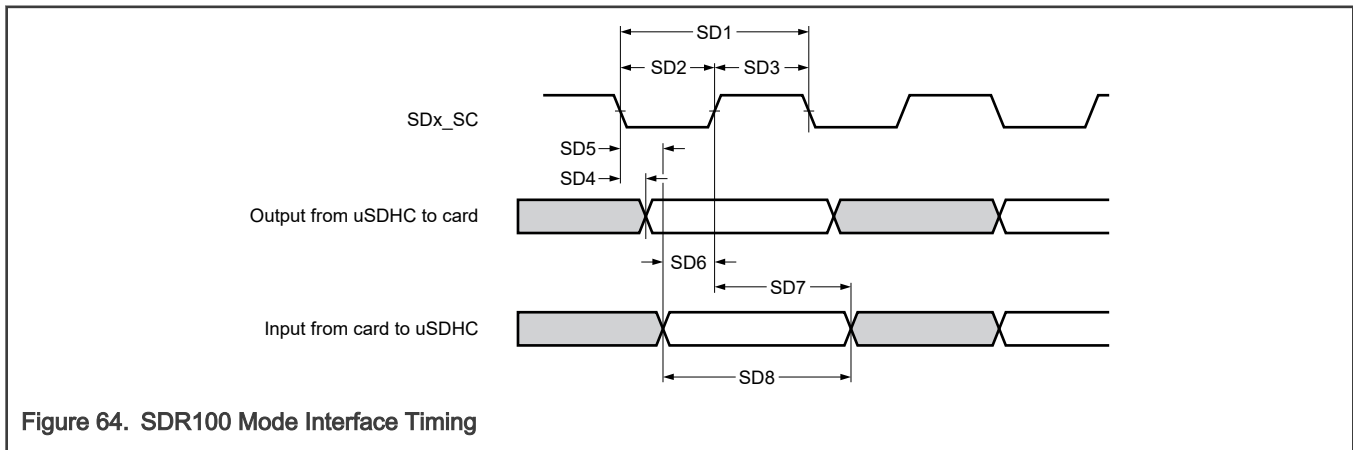 SD1
SD2
SD3
SDx_SC
SD5
SD4
Output from uSDHC to card
SD6
SD7
Input from card to uSDHC
SD8
Figure 64. SDR100 Mode Interface Timing